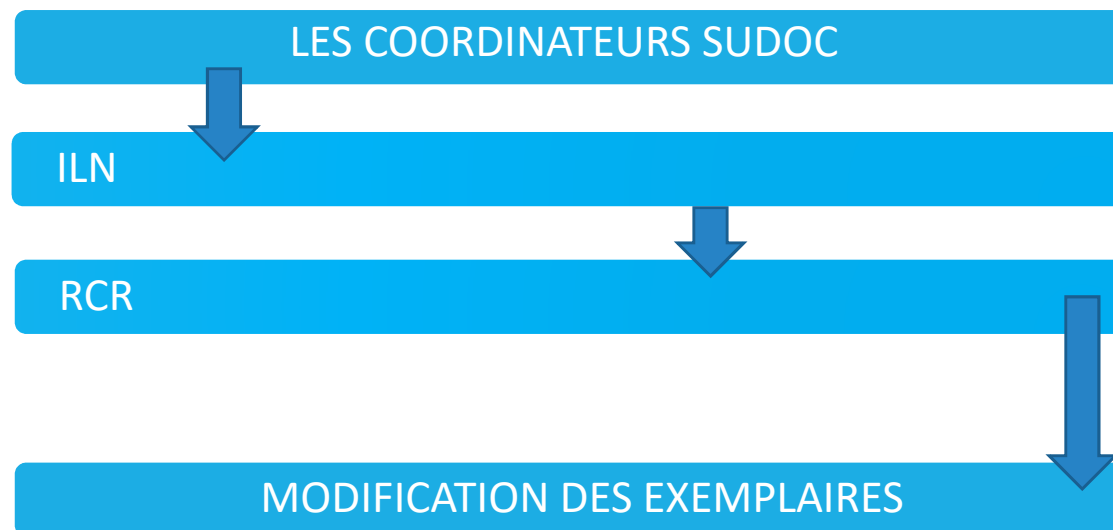 LES COORDINATEURS SUDOC
ILN
RCR
MODIFICATION DES EXEMPLAIRES